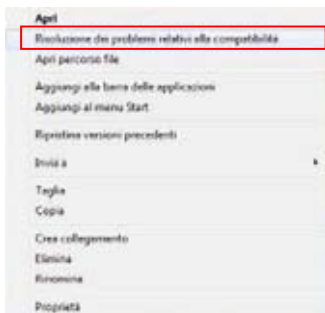 Apri
Risoluzione dei problemi relativi alla compatibilità
Apri percorso file
Aggiungi alla barra delle applicazioni
Aggiungi al menu Start
Ripristina versioni precedenti
Invia a
Taglia
Copia
Crea collegamento
Elimina
Rinomina
Proprietà